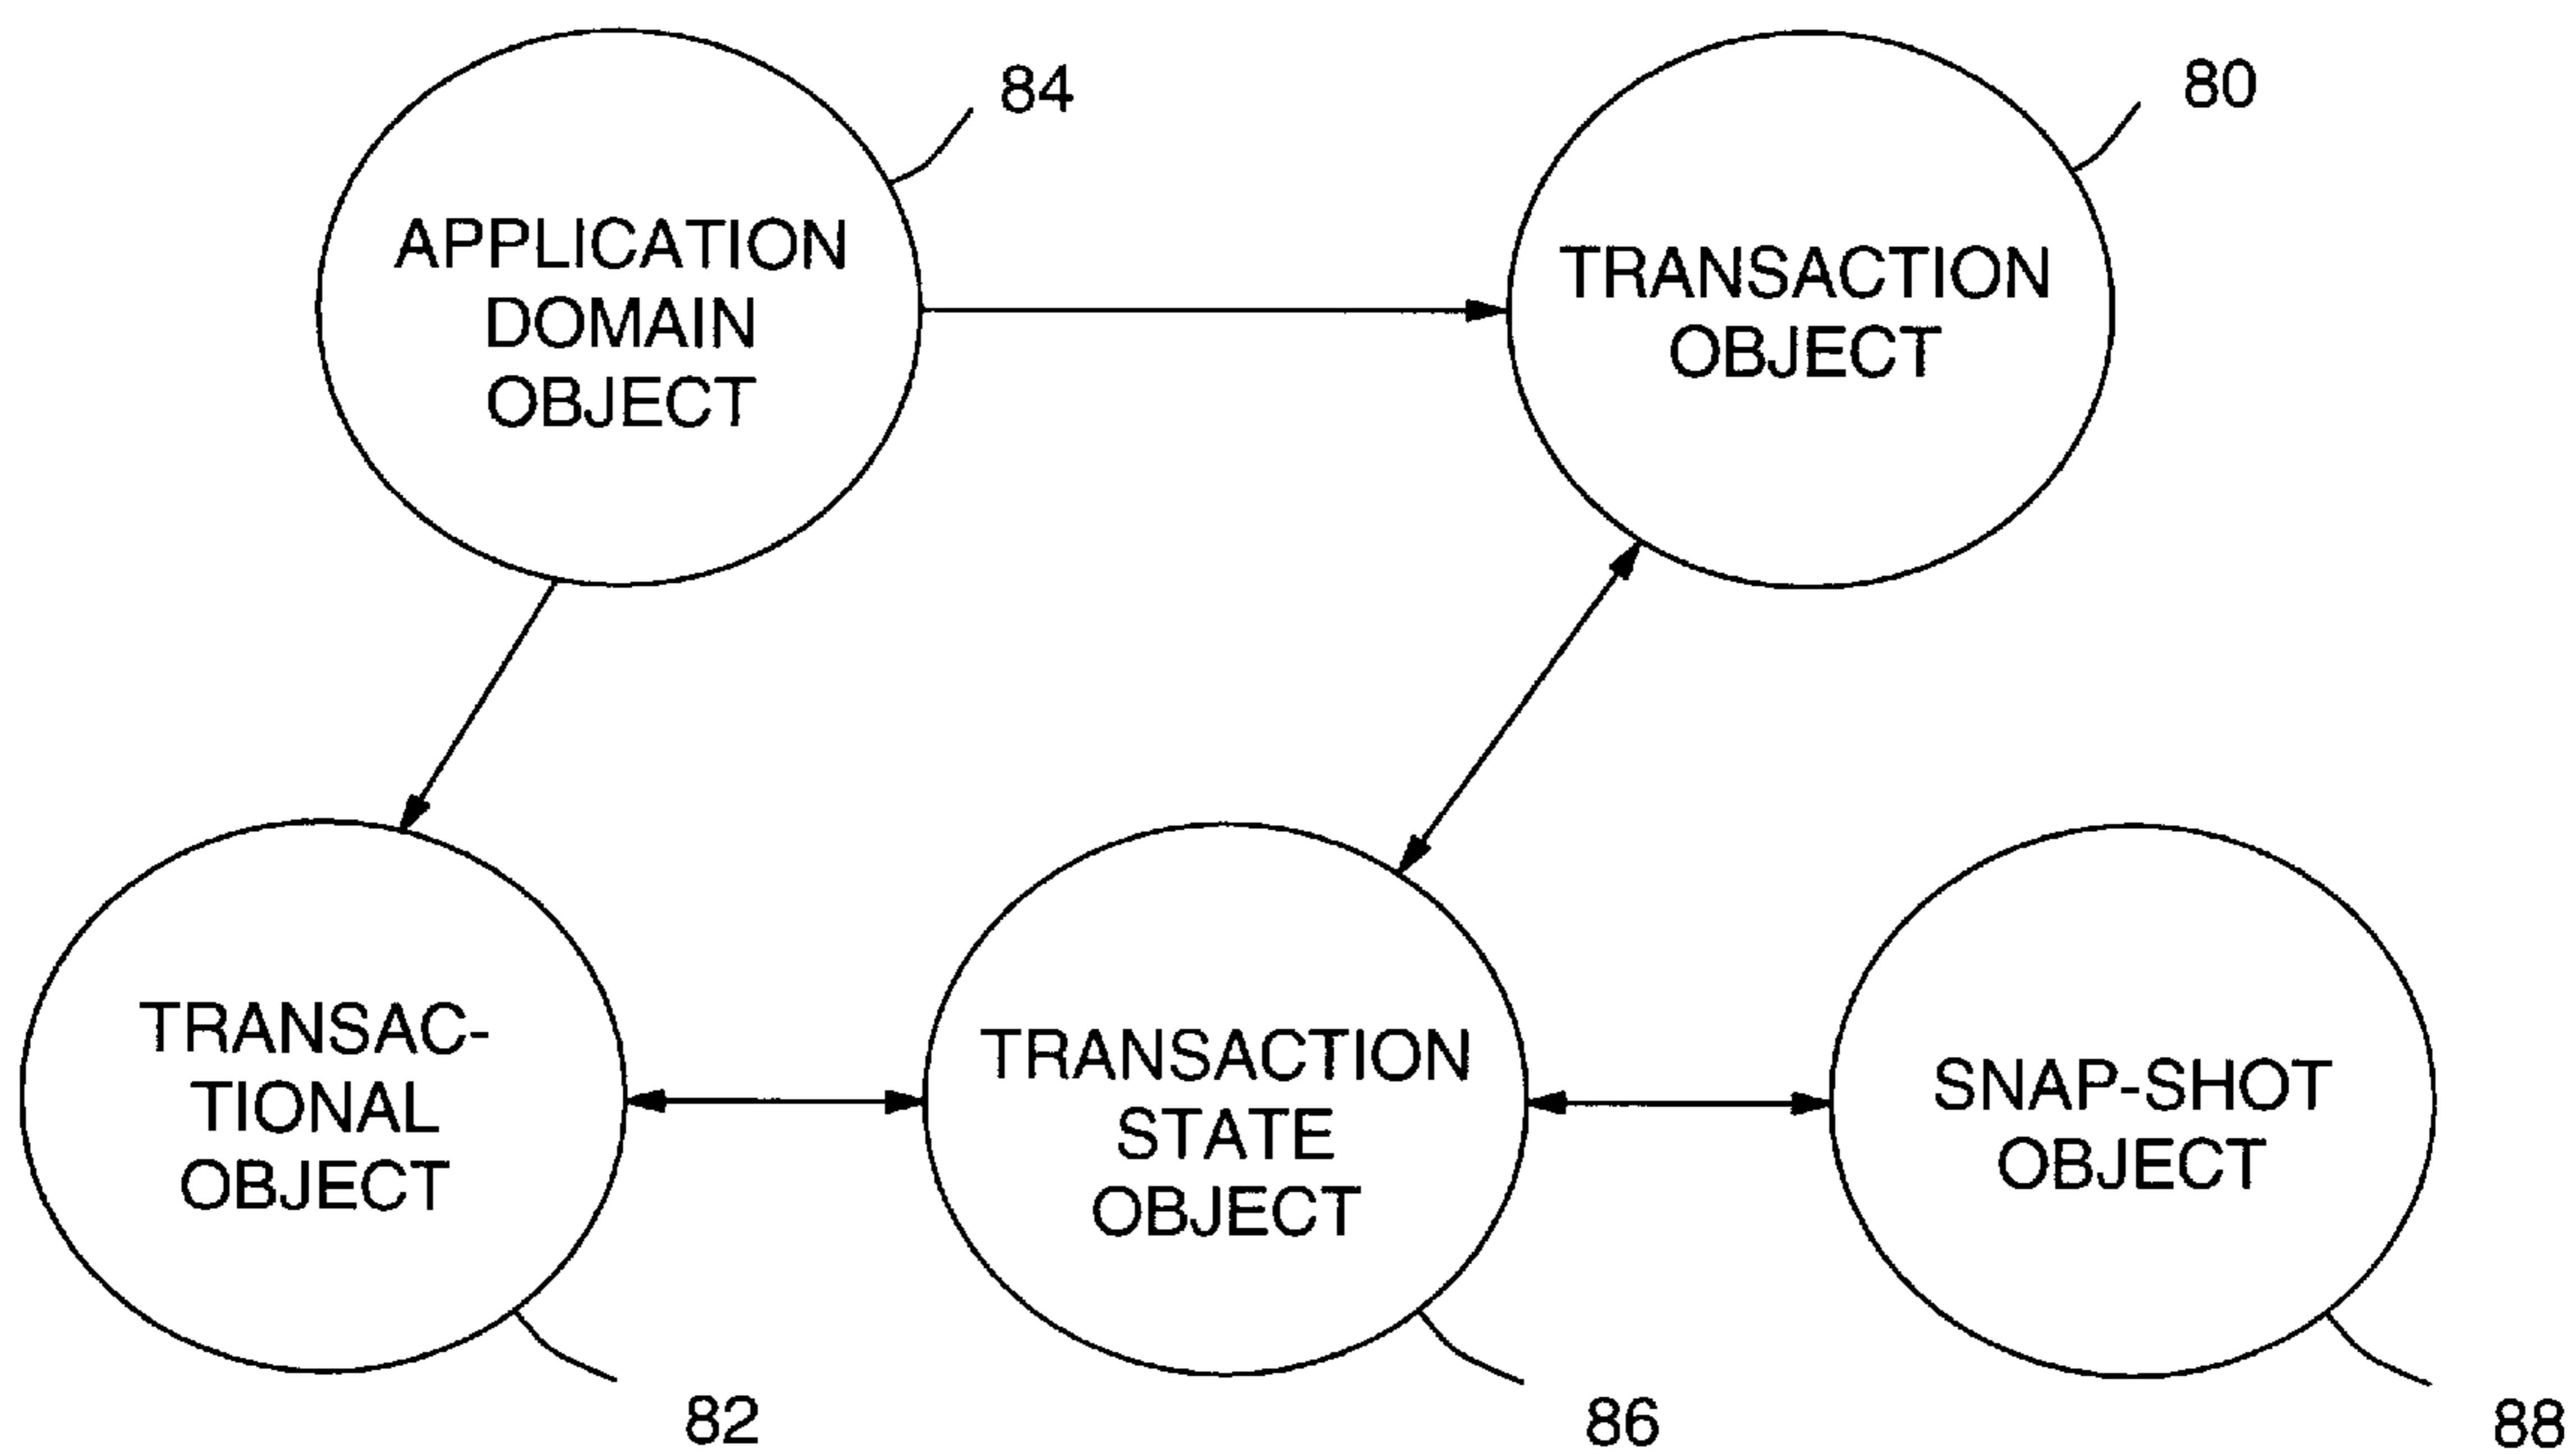 84
80
APPLICATION
DOMAIN
OBJECT
TRANSACTION
OBJECT
TRANSAC-
TIONAL
OBJECT
TRANSACTION
STATE
OBJECT
SNAP-SHOT
OBJECT
82
86
88